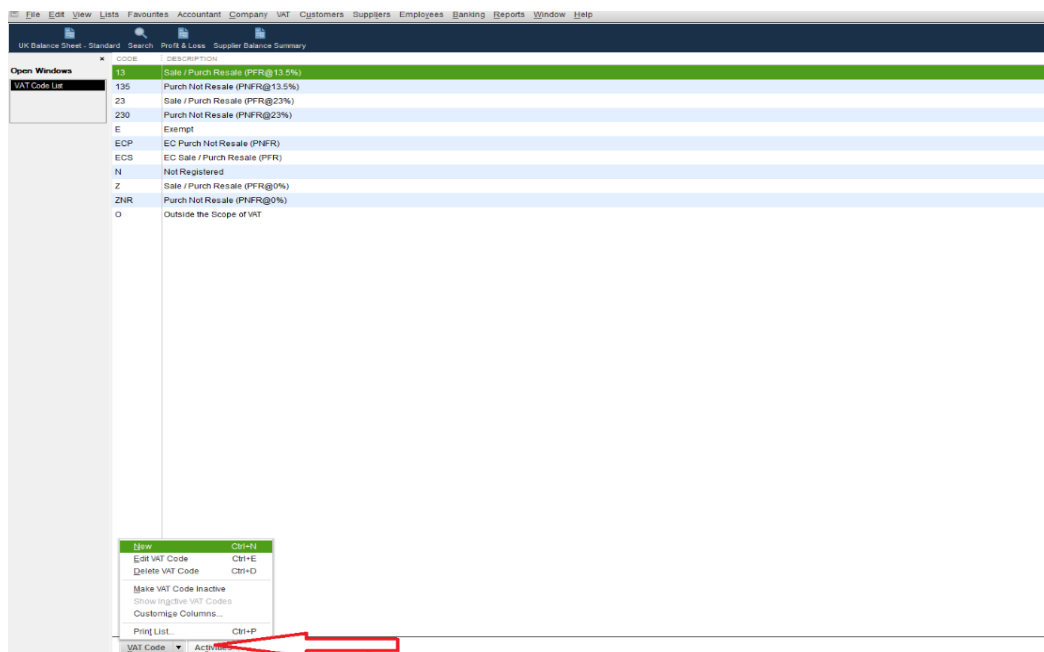 File Edit View Lists Favourites Accountant Company VAT Customers Suppliers Employees Banking Reports Window Help
UK Balance Sheet - Standard Search Profit & Loss Supplier Balance Summary
× CODE DESCRIPTION
Open Windows
VAT Code List
13 Sale / Purch Resale (PFR@13.5%)
135 Purch Not Resale (PNFR@13.5%)
23 Sale / Purch Resale (PFR@23%)
230 Purch Not Resale (PNFR@23%)
E Exempt
ECP EC Purch Not Resale (PNFR)
ECS EC Sale / Purch Resale (PFR)
N Not Registered
Z Sale / Purch Resale (PFR@0%)
ZNR Purch Not Resale (PNFR@0%)
O Outside the Scope of VAT
New Ctrl+N
Edit VAT Code Ctrl+E
Delete VAT Code Ctrl+D
Make VAT Code Inactive
Show Inactive VAT Codes
Customise Columns...
Print List... Ctrl+P
VAT Code ▼